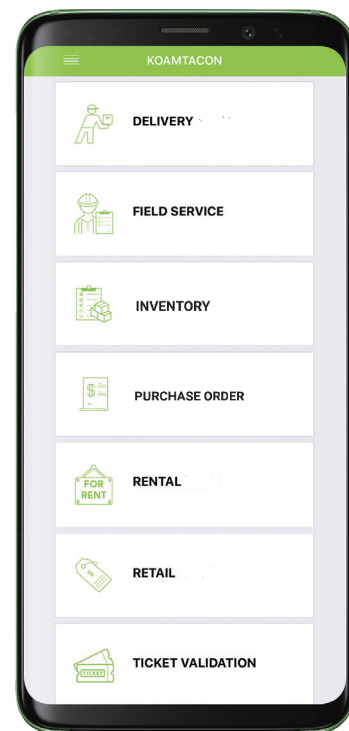 KOAMTACON
DELIVERY
FIELD SERVICE
INVENTORY
$
PURCHASE ORDER
FOR
RENT
RENTAL
RETAIL
TICKET
TICKET VALIDATION